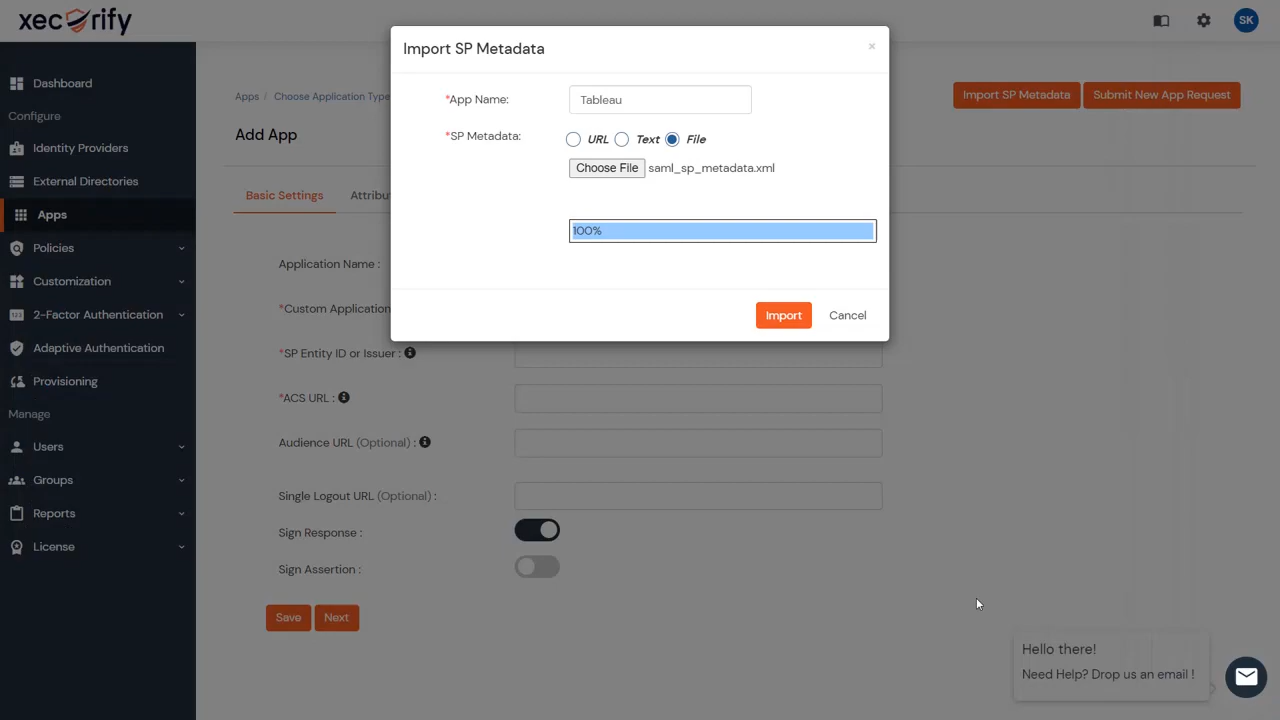 xecurify
SK
Dashboard
Configure
Identity Providers
External Directories
Apps
Policies
Customization
2-Factor Authentication
Adaptive Authentication
Provisioning
Manage
Users
Groups
Reports
License
Apps / Choose Application Type
Import SP Metadata
Submit New App Request
Add App
Basic Settings
Attribu
Import SP Metadata
×
*App Name:
Tableau
*SP Metadata:
URL Text File
Choose File saml_sp_metadata.xml
100%
Import
Cancel
Application Name :
*Custom Application
*SP Entity ID or Issuer :
*ACS URL :
Audience URL (Optional) :
Single Logout URL (Optional) :
Sign Response :
Sign Assertion :
Save
Next
Hello there!
Need Help? Drop us an email !